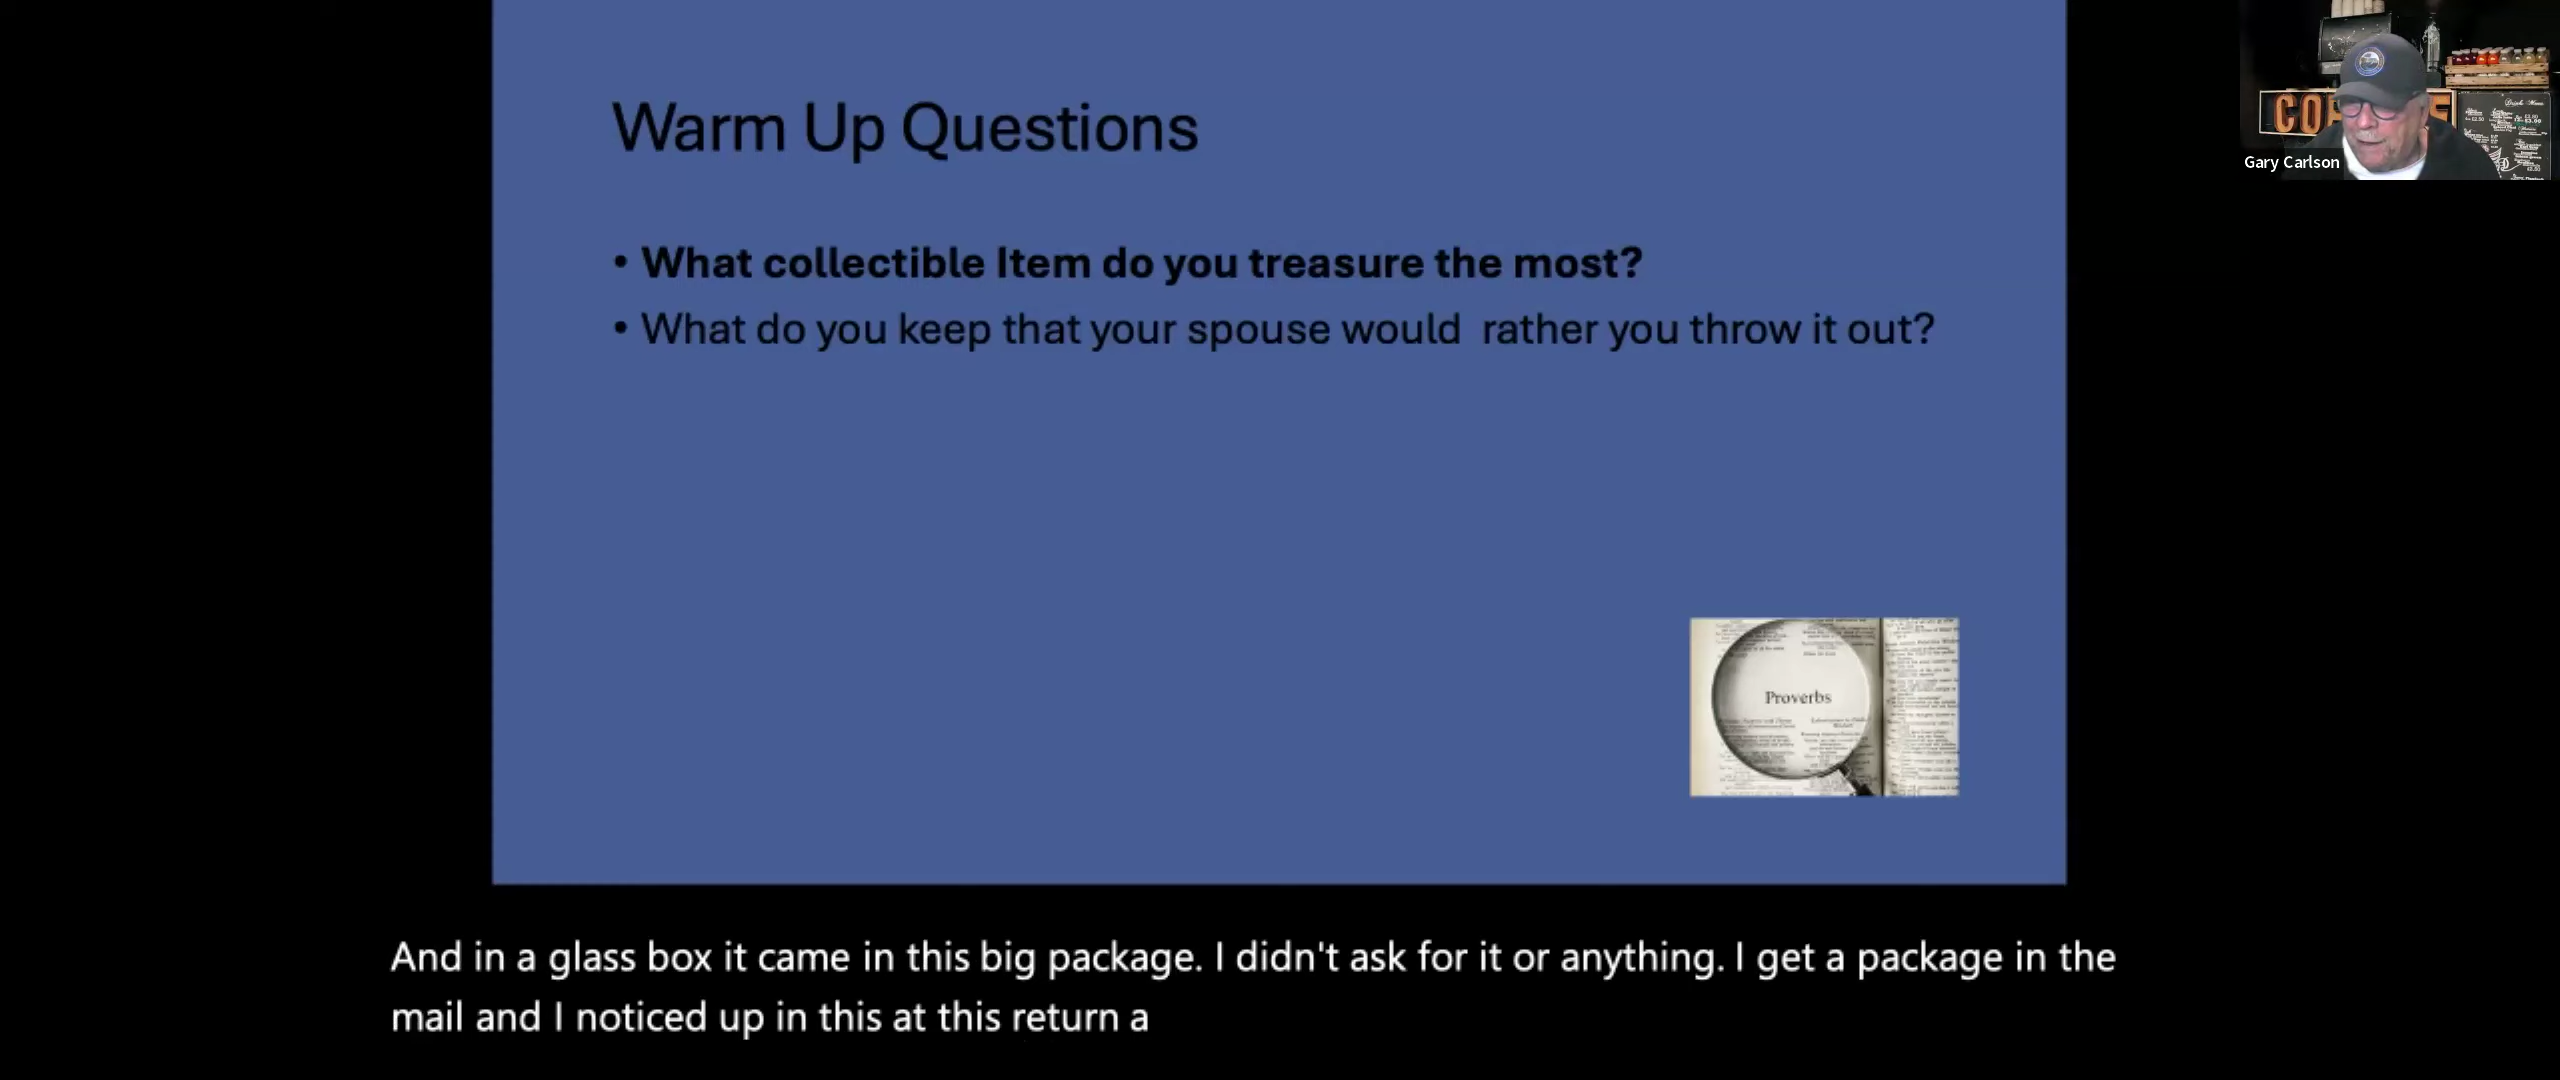 Warm Up Questions
• What collectible Item do you treasure the most?
• What do you keep that your spouse would  rather you throw it out?
Proverbs
COF
Gary Carlson
And in a glass box it came in this big package. I didn't ask for it or anything. I get a package in the
mail and I noticed up in this at this return a